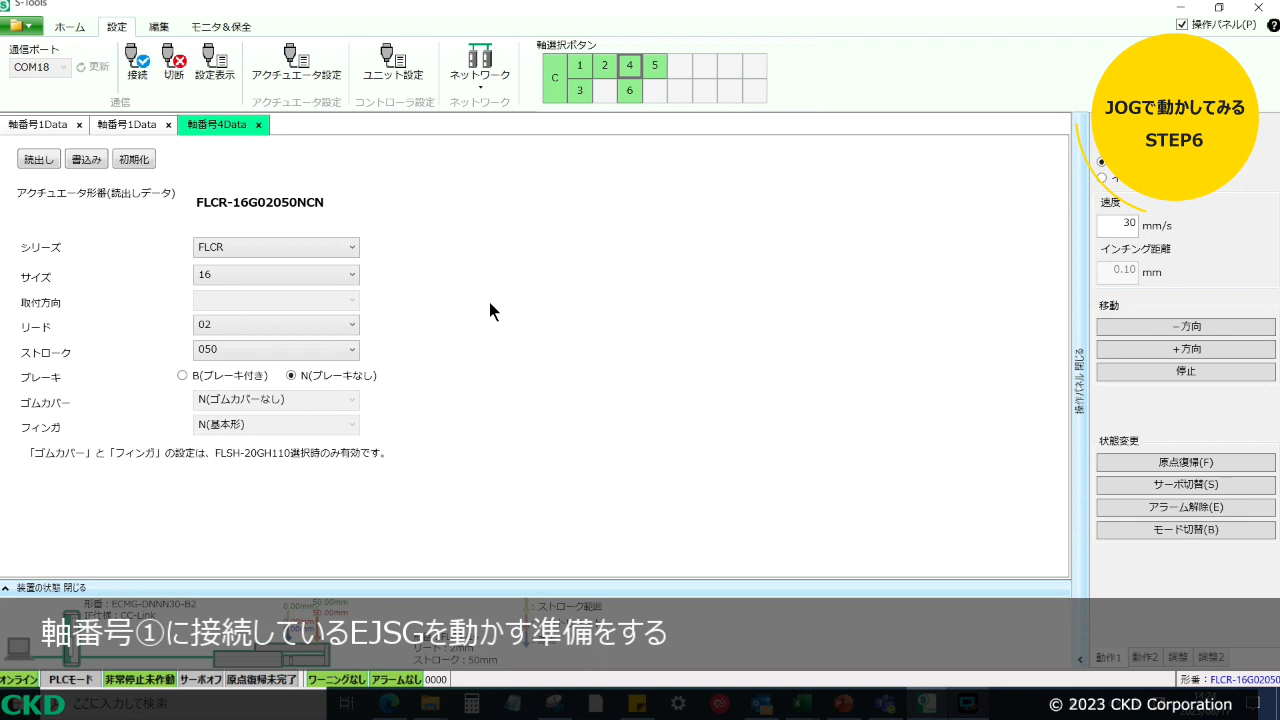 S-Tools
ホーム 設定 編集 モニタ&保全
操作パネル(P)
通信ポート
COM18 更新
接続 切断 設定表示
通信
アクチュエータ設定
アクチュエータ設定
ユニット設定
コントローラ設定
ネットワーク
ネットワーク
軸選択ボタン
C 1 2 4 5
3 6
JOGで動かしてみる
STEP6
軸番号1Data × 軸番号1Data × 軸番号4Data ×
読出し 書込み 初期化
アクチュエータ形番(読出しデータ)
FLCR-16G02050NCN
シリーズ FLCR
サイズ 16
取付方向
リード 02
ストローク 050
ブレーキ B(ブレーキ付き) N(ブレーキなし)
ゴムカバー N(ゴムカバーなし)
フィンガ N(基本形)
「ゴムカバー」と「フィンガ」の設定は、FLSH-20GH110選択時のみ有効です。
操作パネル 閉じる
速度
30 mm/s
インチング距離
0.10 mm
移動
－方向
+方向
停止
状態変更
原点復帰(F)
サーボ切替(S)
アラーム解除(E)
モード切替(B)
動作1 動作2 調整 調整2
装置の状態 閉じる
形番：ECMG-DNNN30-B2
IF仕様：CC-Link
0.00mm 50.00mm
50.00mm
：ストローク範囲
リード：2mm
ストローク：50mm
軸番号①に接続しているEJSGを動かす準備をする
オンライン PLCモード 非常停止未作動 サーボオフ 原点復帰未完了 ワーニングなし アラームなし 0000
形番：FLCR-16G02050
CKD
ここに入力して検索
14:24
© 2023 CKD Corporation